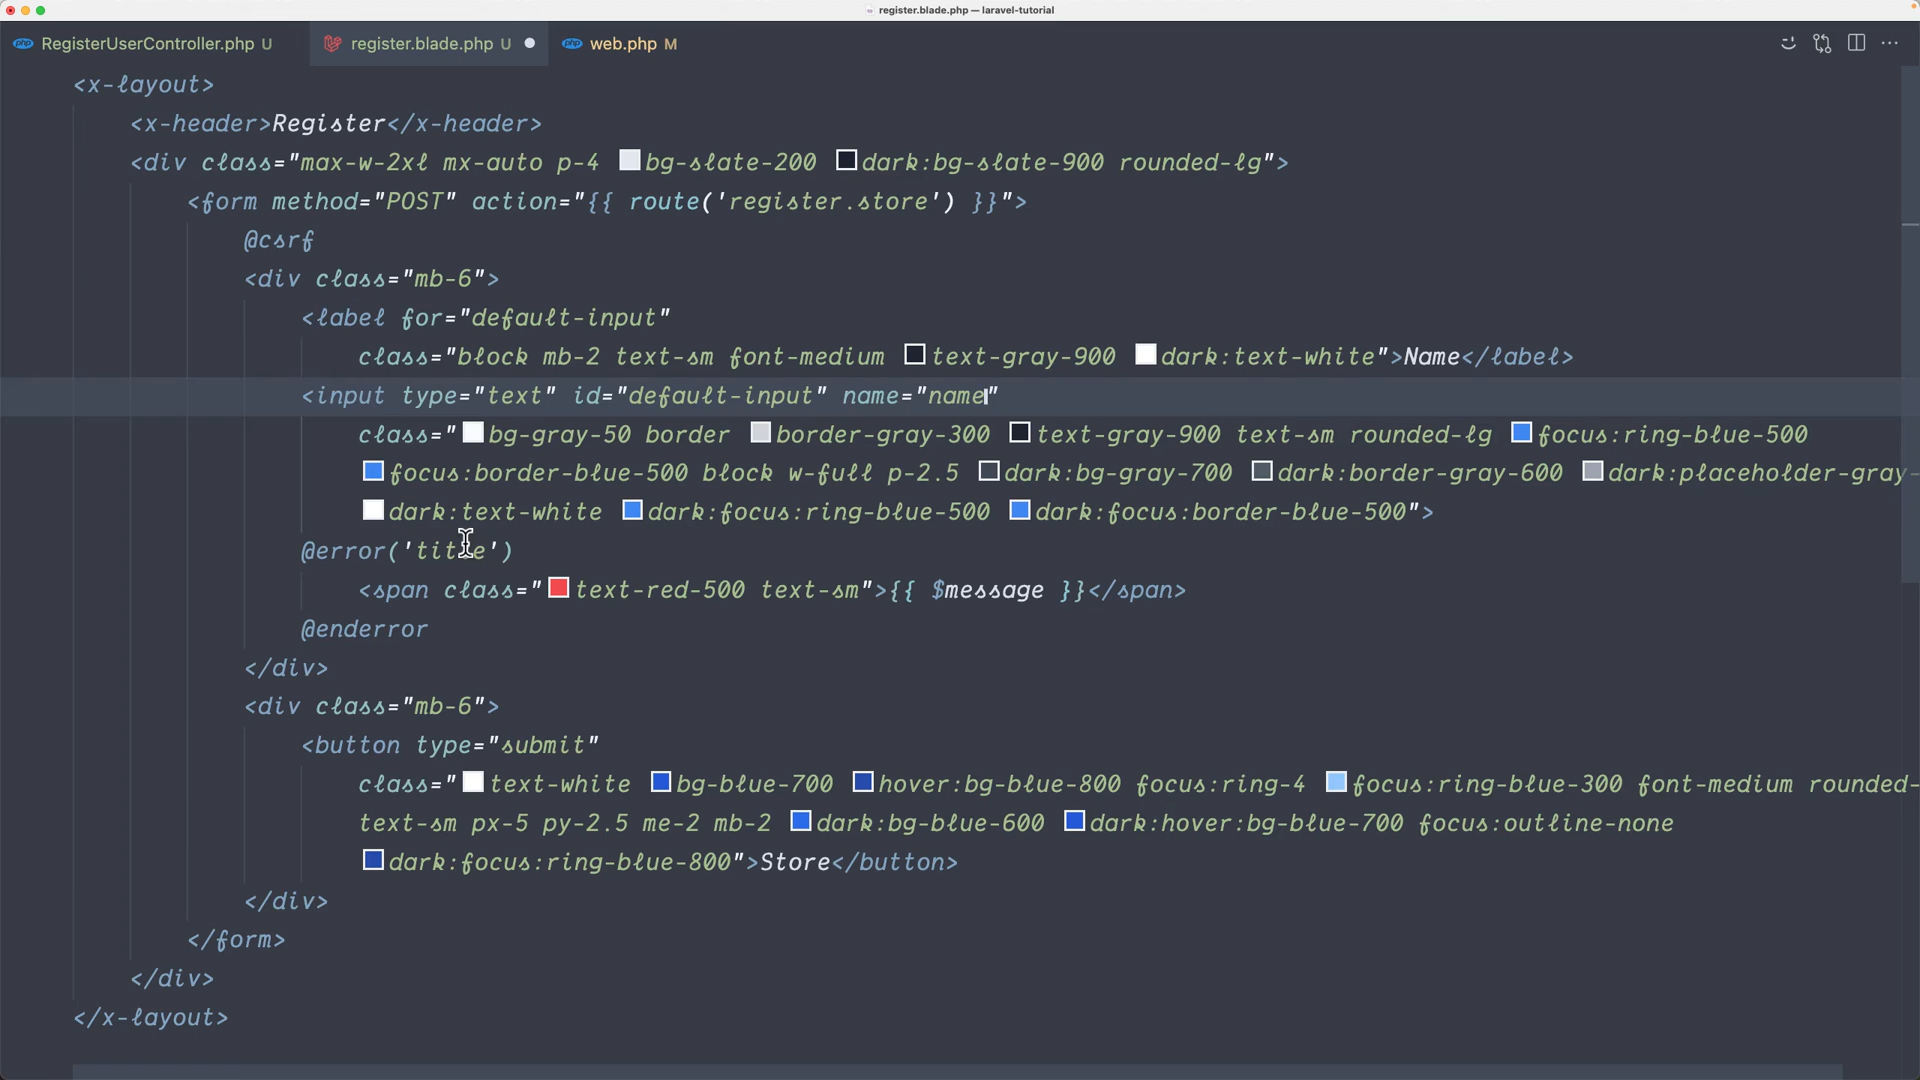 register.blade.php — laravel-tutorial
RegisterUserController.php U register.blade.php U web.php M
<x-layout>
<x-header>Register</x-header>
<div class="max-w-2xl mx-auto p-4 bg-slate-200 dark:bg-slate-900 rounded-lg">
<form method="POST" action="{{ route('register.store') }}">
@csrf
<div class="mb-6">
<label for="default-input"
class="block mb-2 text-sm font-medium text-gray-900 dark:text-white">Name</label>
<input type="text" id="default-input" name="name"
class="bg-gray-50 border border-gray-300 text-gray-900 text-sm rounded-lg focus:ring-blue-500
focus:border-blue-500 block w-full p-2.5 dark:bg-gray-700 dark:border-gray-600 dark:placeholder-gray-
dark:text-white dark:focus:ring-blue-500 dark:focus:border-blue-500">
@error('title')
<span class="text-red-500 text-sm">{{ $message }}</span>
@enderror
</div>
<div class="mb-6">
<button type="submit"
class="text-white bg-blue-700 hover:bg-blue-800 focus:ring-4 focus:ring-blue-300 font-medium rounded-
text-sm px-5 py-2.5 me-2 mb-2 dark:bg-blue-600 dark:hover:bg-blue-700 focus:outline-none
dark:focus:ring-blue-800">Store</button>
</div>
</form>
</div>
</x-layout>